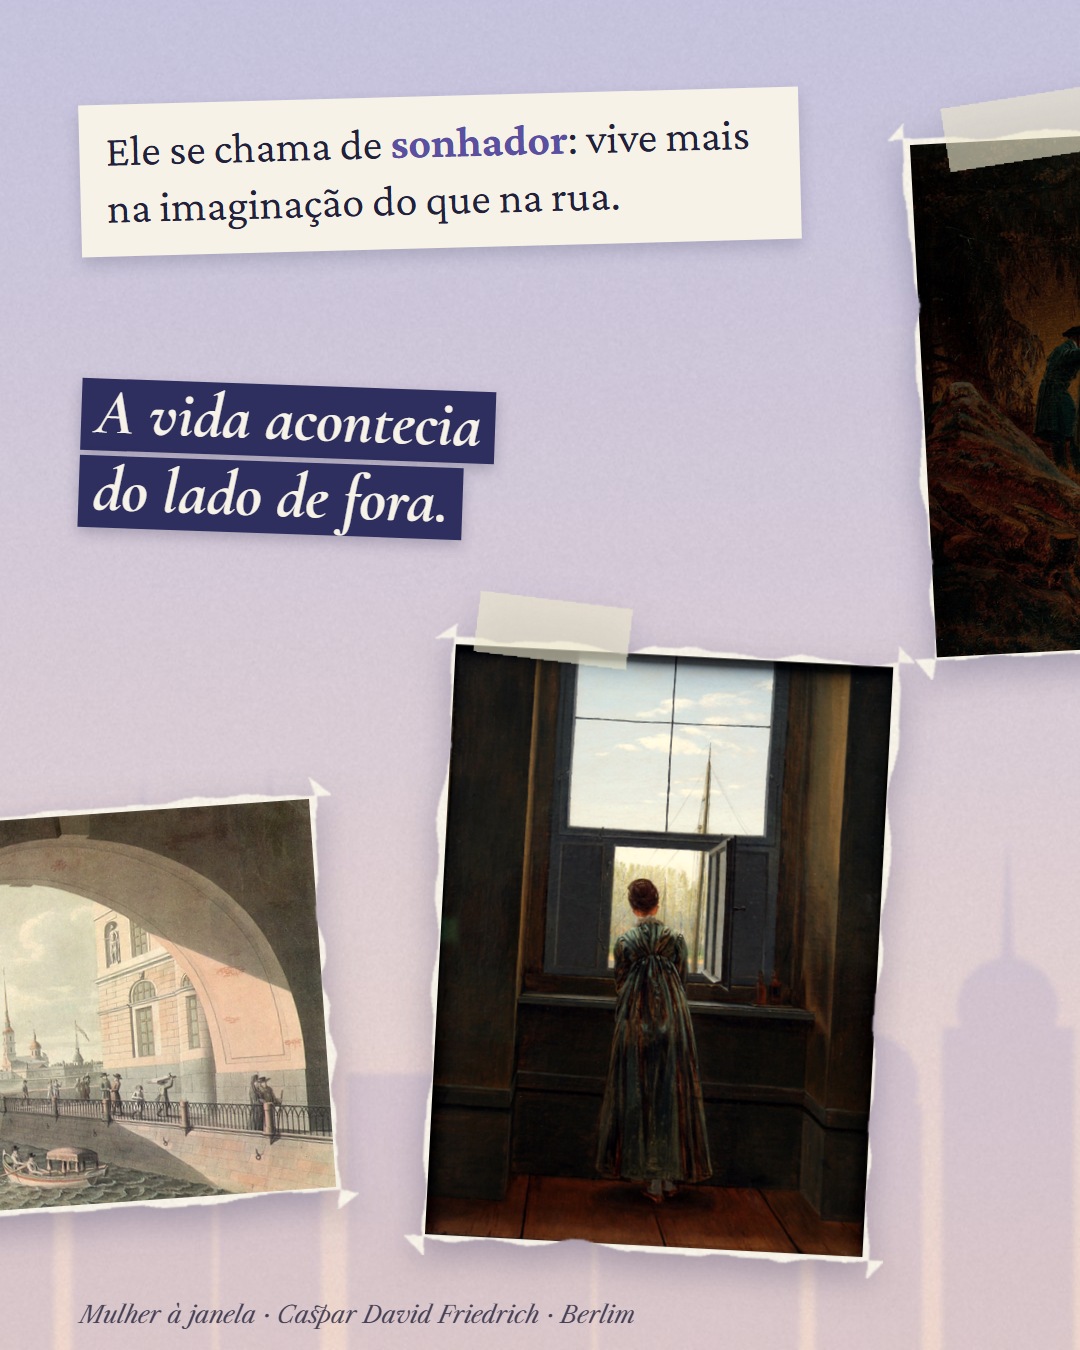 Ele se chama de sonhador: vive mais
na imaginação do que na rua.
A vida acontecia
do lado de fora.
Mulher à janela · Caspar David Friedrich · Berlim